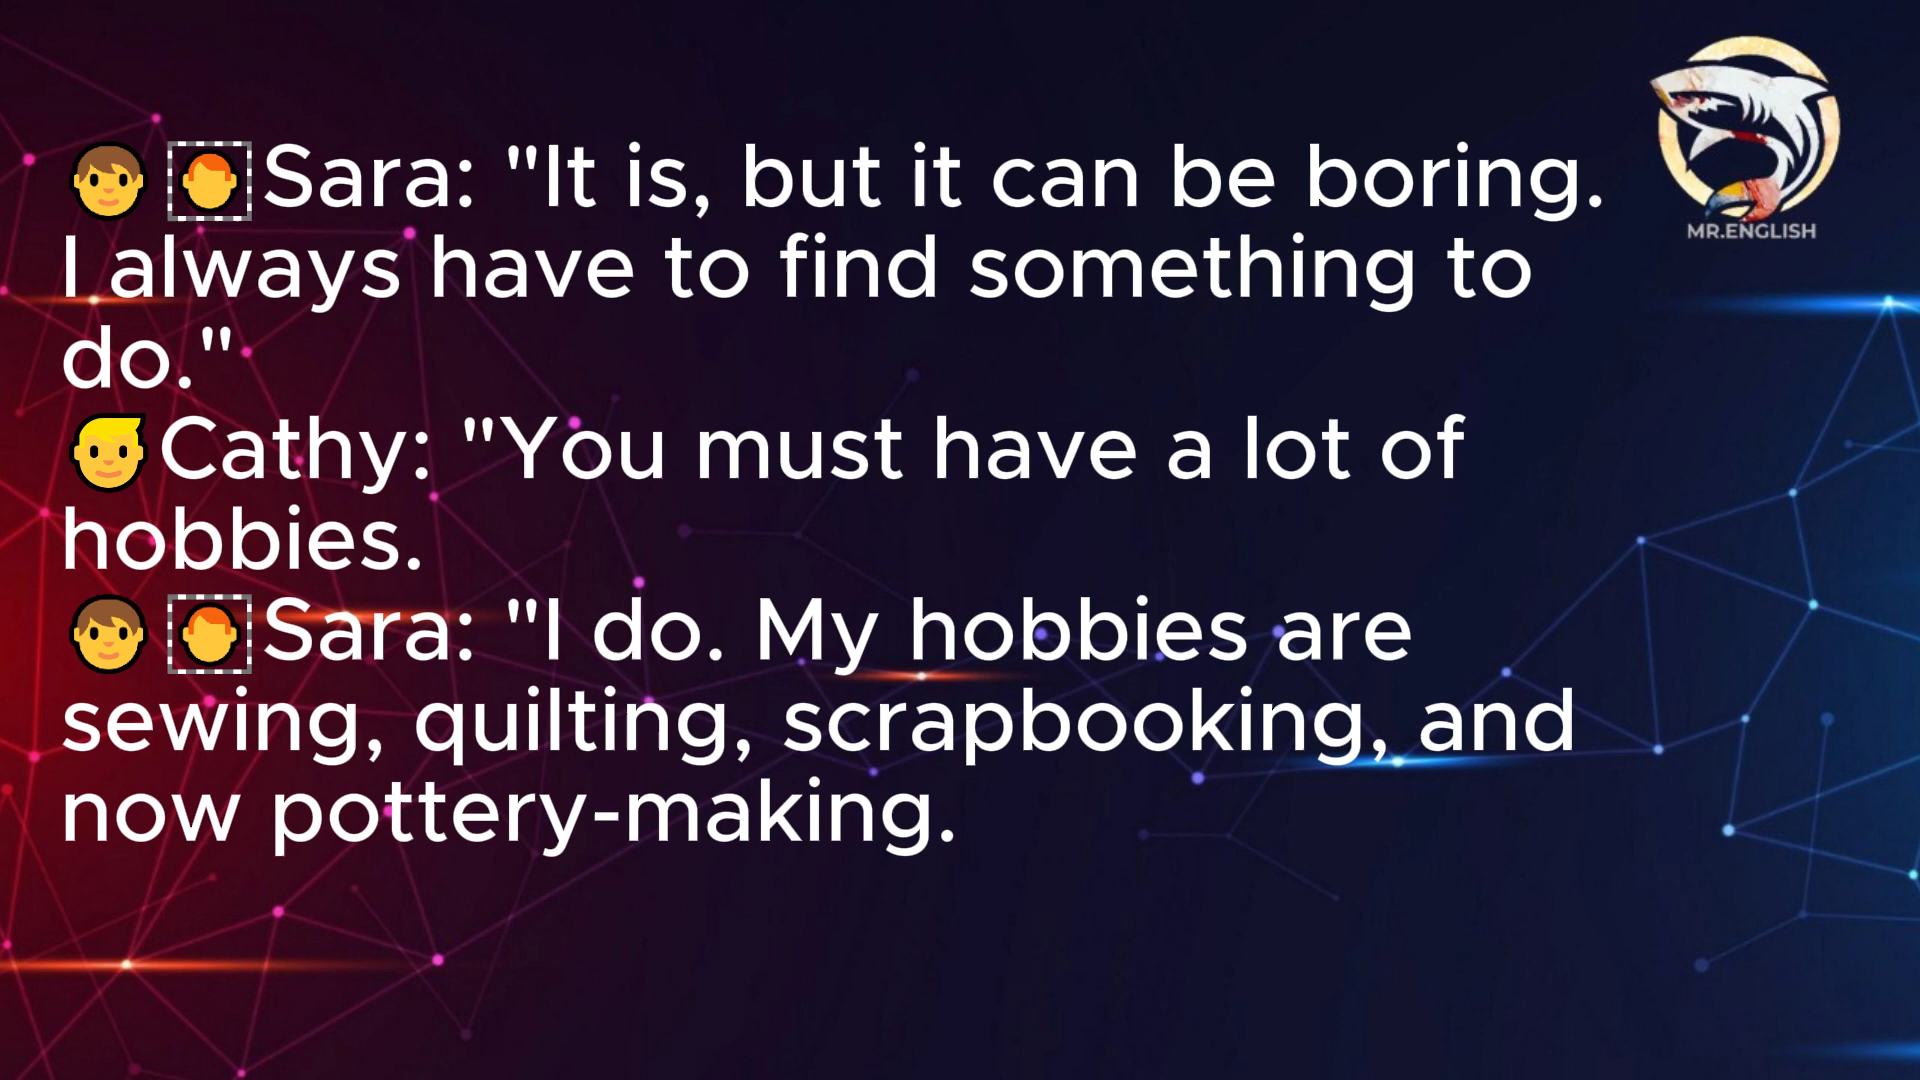 Sara: "It is, but it can be boring.
I always have to find something to
do."
Cathy: "You must have a lot of
hobbies.
Sara: "I do. My hobbies are
sewing, quilting, scrapbooking, and
now pottery-making.
MR.ENGLISH